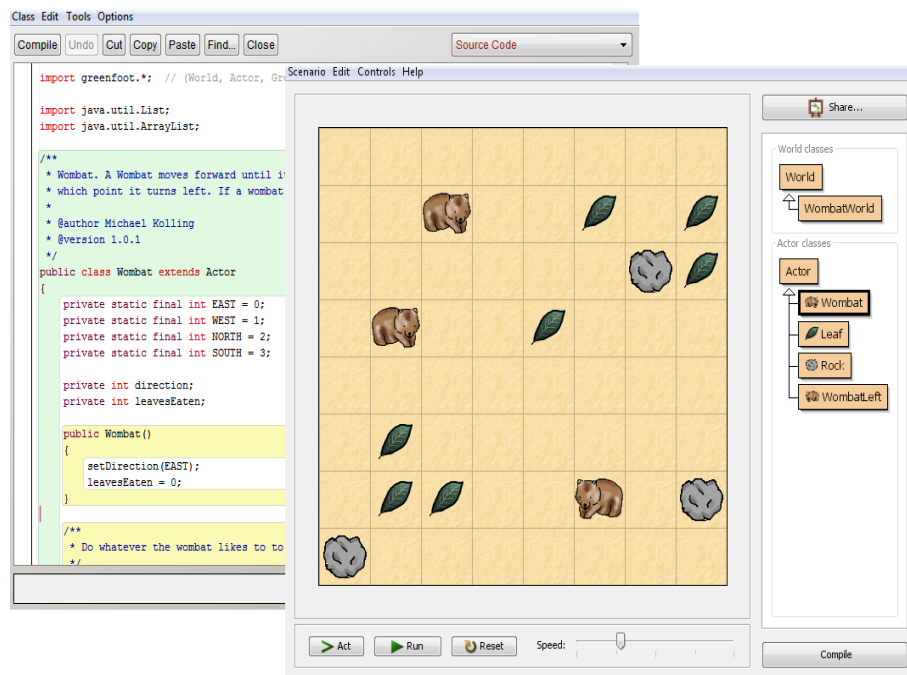 Class Edit Tools Options
Compile Undo Cut Copy Paste Find... Close Source Code
import greenfoot.*; // (World, Actor,
import java.util.List;
import java.util.ArrayList;
/**
* Wombat. A Wombat moves forward until
* which point it turns left. If a wombat
*
* @author Michael Kolling
* @version 1.0.1
*/
public class Wombat extends Actor
{
private static final int EAST = 0;
private static final int WEST = 1;
private static final int NORTH = 2;
private static final int SOUTH = 3;
private int direction;
private int leavesEaten;
public Wombat()
{
setDirection(EAST);
leavesEaten = 0;
}
/**
* Do whatever the wombat likes to to
*/
Scenario Edit Controls Help
Share...
World classes
World
WombatWorld
Actor classes
Actor
Wombat
Leaf
Rock
WombatLeft
Act Run Reset Speed:
Compile